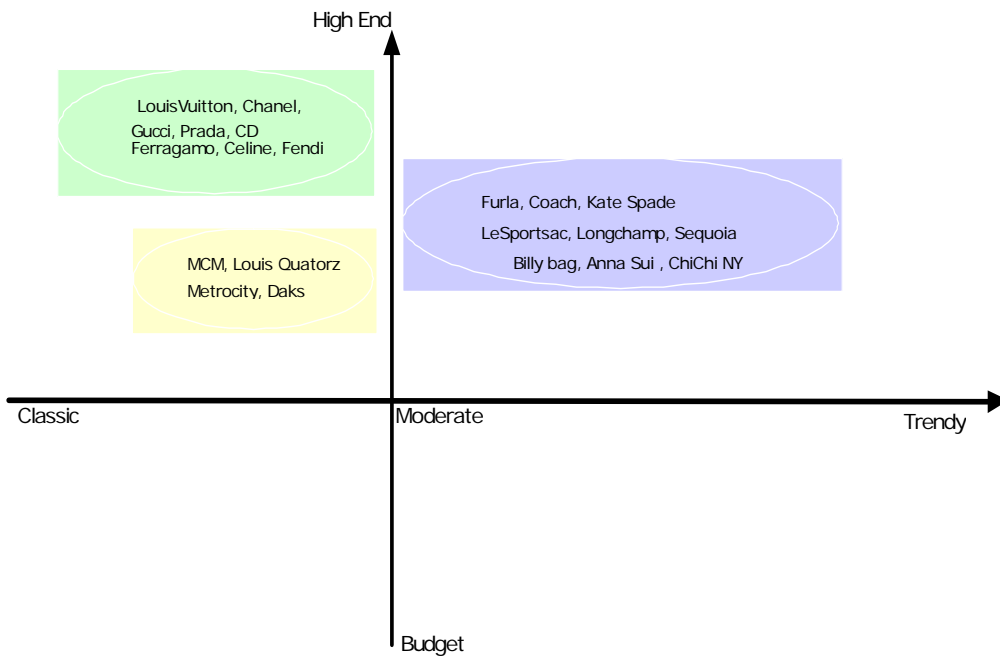 High End
LouisVuitton, Chanel,
Gucci, Prada, CD
Ferragamo, Celine, Fendi
Furla, Coach, Kate Spade
LeSportsac, Longchamp, Sequoia
Billy bag, Anna Sui , ChiChi NY
MCM, Louis Quatorz
Metrocity, Daks
Classic
Moderate
Trendy
Budget